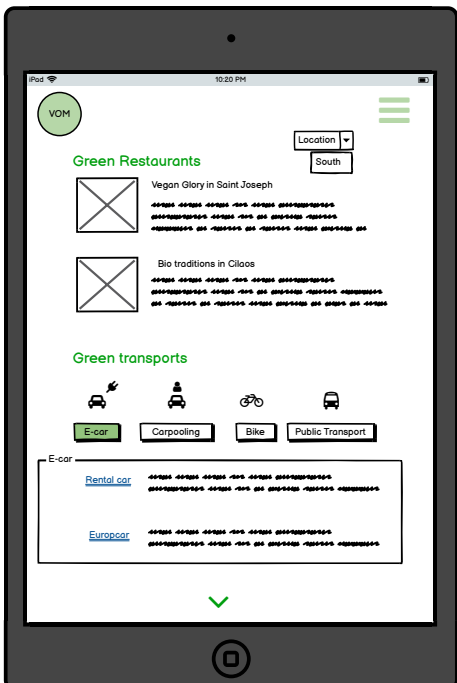 iPad 10:20 PM
VOM
Location
South
Green Restaurants
Vegan Glory in Saint Joseph
Bio traditions in Cilaos
Green transports
E-car
Carpooling
Bike
Public Transport
E-car
Rental car
Europcar